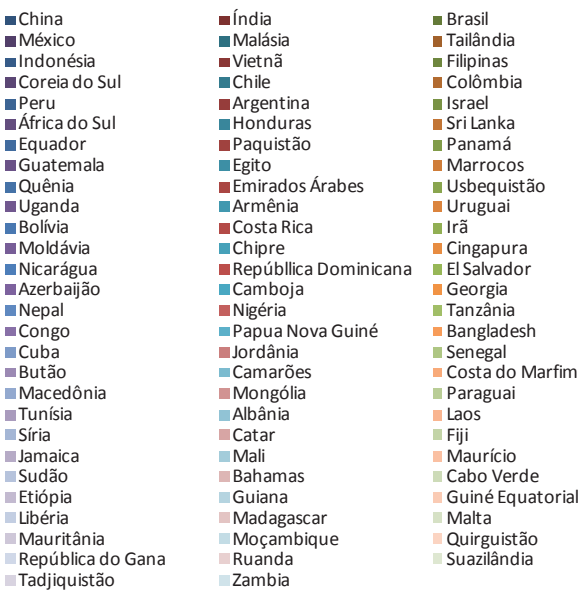 China Índia Brasil
México Malásia Tailândia
Indonésia Vietnã Filipinas
Coreia do Sul Chile Colômbia
Peru Argentina Israel
África do Sul Honduras Sri Lanka
Equador Paquistão Panamá
Guatemala Egito Marrocos
Quênia Emirados Árabes Usbequistão
Uganda Armênia Uruguai
Bolívia Costa Rica Irã
Moldávia Chipre Cingapura
Nicarágua Repúbllica Dominicana El Salvador
Azerbaijão Camboja Georgia
Nepal Nigéria Tanzânia
Congo Papua Nova Guiné Bangladesh
Cuba Jordânia Senegal
Butão Camarões Costa do Marfim
Macedônia Mongólia Paraguai
Tunísia Albânia Laos
Síria Catar Fiji
Jamaica Mali Maurício
Sudão Bahamas Cabo Verde
Etiópia Guiana Guiné Equatorial
Libéria Madagascar Malta
Mauritânia Moçambique Quirguistão
República do Gana Ruanda Suazilândia
Tadjiquistão Zambia